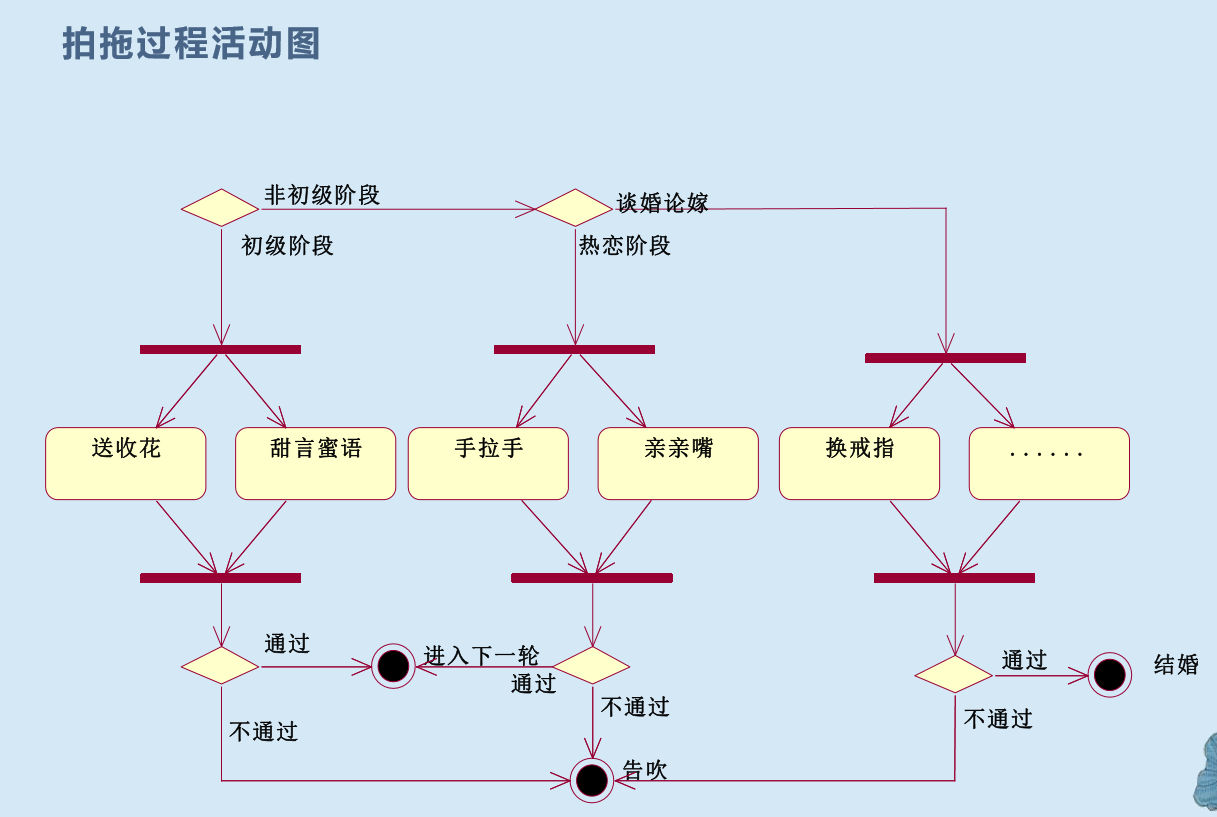 拍拖过程活动图
非初级阶段
谈婚论嫁
初级阶段
热恋阶段
送收花
甜言蜜语
手拉手
亲亲嘴
换戒指
......
通过
进入下一轮
通过
通过
结婚
不通过
不通过
不通过
告吹